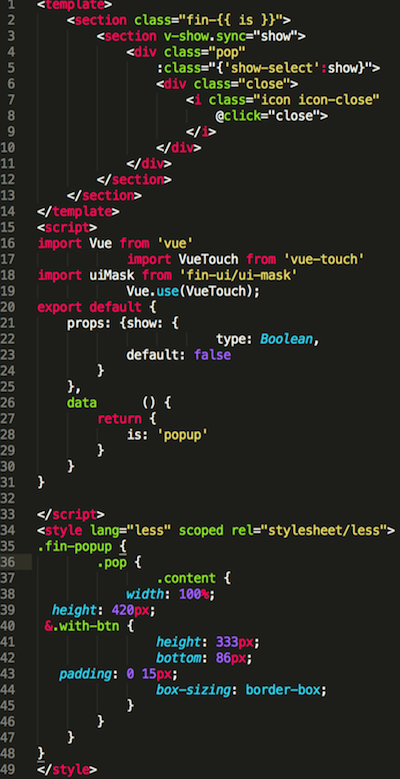 1 <template>
2     <section class="fin-{{ is }}">
3         <section v-show.sync="show">
4             <div class="pop"
5                 :class="{'show-select':show}">
6                 <div class="close">
7                     <i class="icon icon-close"
8                         @click="close">
9                     </i>
10                 </div>
11             </div>
12         </section>
13     </section>
14 </template>
15 <script>
16 import Vue from 'vue'
17             import VueTouch from 'vue-touch'
18 import uiMask from 'fin-ui/ui-mask'
19             Vue.use(VueTouch);
20 export default {
21     props: {show: {
22                         type: Boolean,
23             default: false
24         }
25     },
26     data      () {
27         return {
28             is: 'popup'
29         }
30     }
31 }
32
33 </script>
34 <style lang="less" scoped rel="stylesheet/less">
35 .fin-popup {
36         .pop {
37                 .content {
38             width: 100%;
39   height: 420px;
40  &.with-btn {
41                 height: 333px;
42                 bottom: 86px;
43    padding: 0 15px;
44                 box-sizing: border-box;
45             }
46         }
47     }
48 }
49 </style>